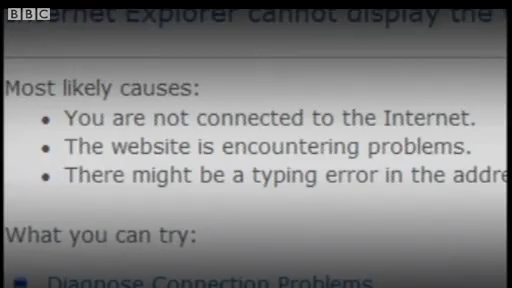 BBC
ernet Explorer cannot display the
Most likely causes:
• You are not connected to the Internet.
• The website is encountering problems.
• There might be a typing error in the addre
What you can try:
Diagnose Connection Problems